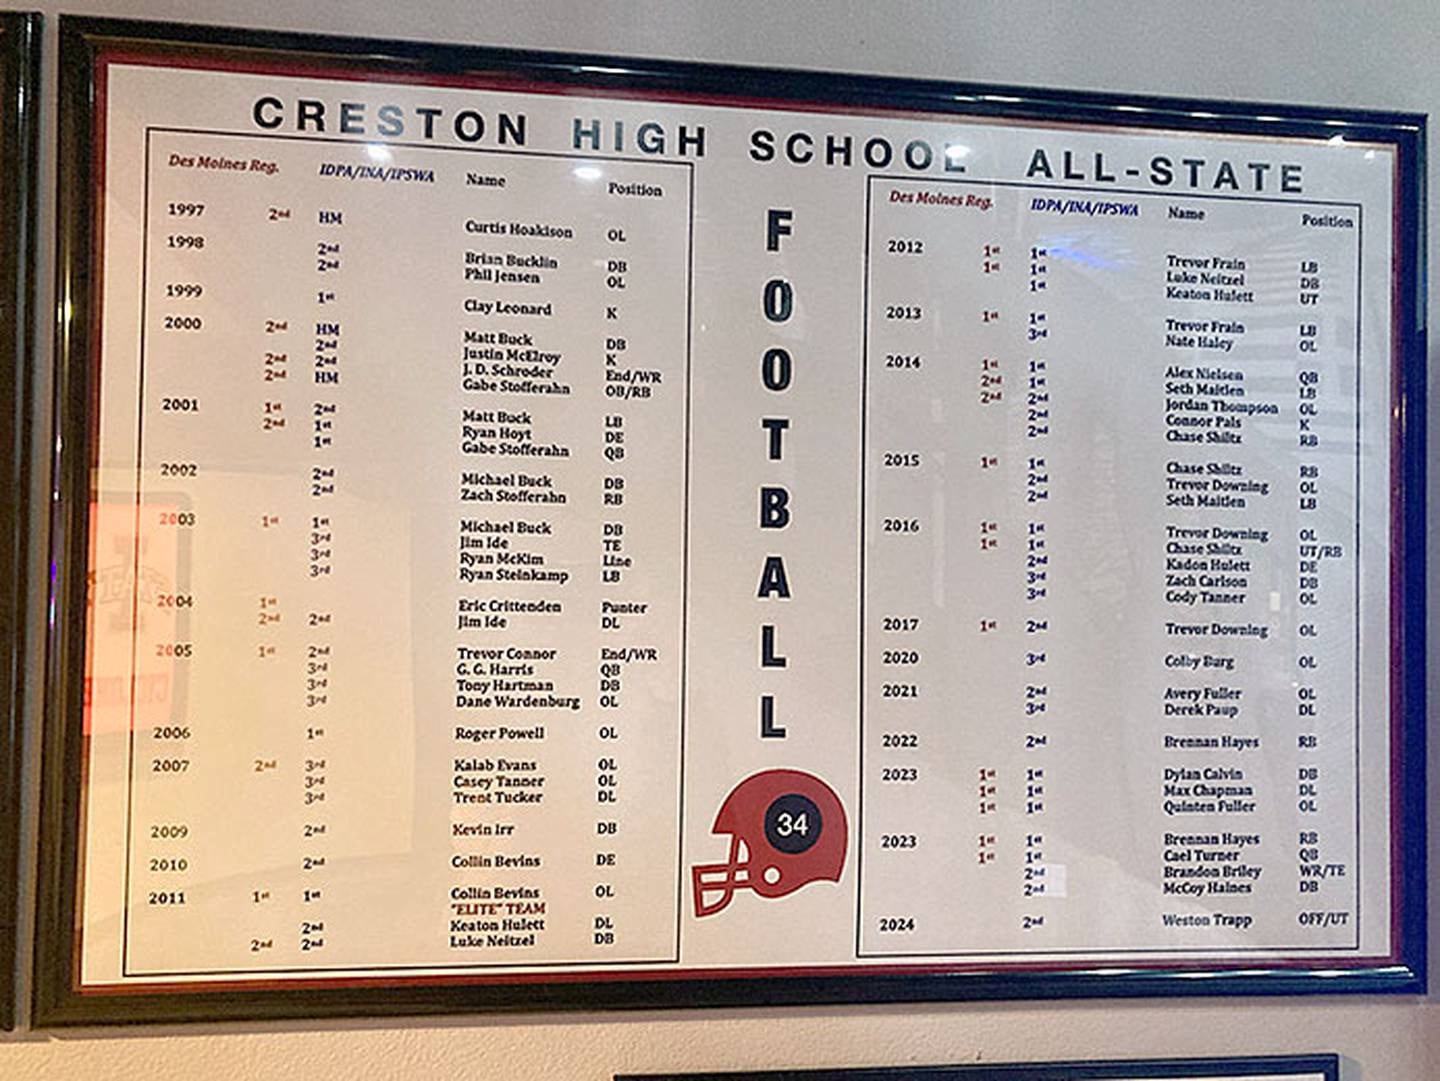 CRESTON HIGH SCHOOL ALL-STATE
Des Moines Reg. IDPA/INA/IPSWA Name Position
1997 2nd HM Curtis Hoakison OL
1998 2nd Brian Bucklin DB
2nd Phil Jensen OL
1999 1st Clay Leonard K
2000 2nd HM Matt Buck DB
2nd Justin McElroy K
2nd 2nd J. D. Schroder End/WR
2nd HM Gabe Stofferahn OB/RB
2001 1st 2nd Matt Buck LB
2nd 1st Ryan Hoyt DE
1st Gabe Stofferahn QB
2002 2nd Michael Buck DB
2nd Zach Stofferahn RB
2003 1st 1st Michael Buck DB
3rd Jim Ide TE
3rd Ryan McKim Line
3rd Ryan Steinkamp LB
2004 1st Eric Crittenden Punter
2nd 2nd Jim Ide DL
2005 1st 2nd Trevor Connor End/WR
3rd G. G. Harris QB
3rd Tony Hartman DB
3rd Dane Wardenburg OL
2006 1st Roger Powell OL
2007 2nd 3rd Kalab Evans OL
3rd Casey Tanner OL
3rd Trent Tucker DL
2009 2nd Kevin Irr DB
2010 2nd Collin Bevins DE
2011 1st 1st Collin Bevins OL
"ELITE" TEAM
2nd Keaton Hulett DL
2nd 2nd Luke Neitzel DB
F
O
O
T
B
A
L
L
34
Des Moines Reg. IDPA/INA/IPSWA Name Position
2012 1st 1st Trevor Frain LB
1st 1st Luke Neitzel DB
1st Keaton Hulett UT
2013 1st 1st Trevor Frain LB
3rd Nate Haley OL
2014 1st 1st Alex Nielsen QB
2nd 1st Seth Maitlen LB
2nd 2nd Jordan Thompson OL
2nd Connor Pals K
2nd Chase Shiltz RB
2015 1st 1st Chase Shiltz RB
2nd Trevor Downing OL
2nd Seth Maitlen LB
2016 1st 1st Trevor Downing OL
1st 1st Chase Shiltz UT/RB
2nd Kadon Hulett DE
3rd Zach Carlson DB
3rd Cody Tanner OL
2017 1st 2nd Trevor Downing OL
2020 3rd Colby Burg OL
2021 2nd Avery Fuller OL
3rd Derek Paup DL
2022 2nd Brennan Hayes RB
2023 1st 1st Dylan Calvin DB
1st 1st Max Chapman DL
1st 1st Quinten Fuller OL
2023 1st 1st Brennan Hayes RB
1st 1st Cael Turner QB
2nd Brandon Briley WR/TE
2nd McCoy Haines DB
2024 2nd Weston Trapp OFF/UT